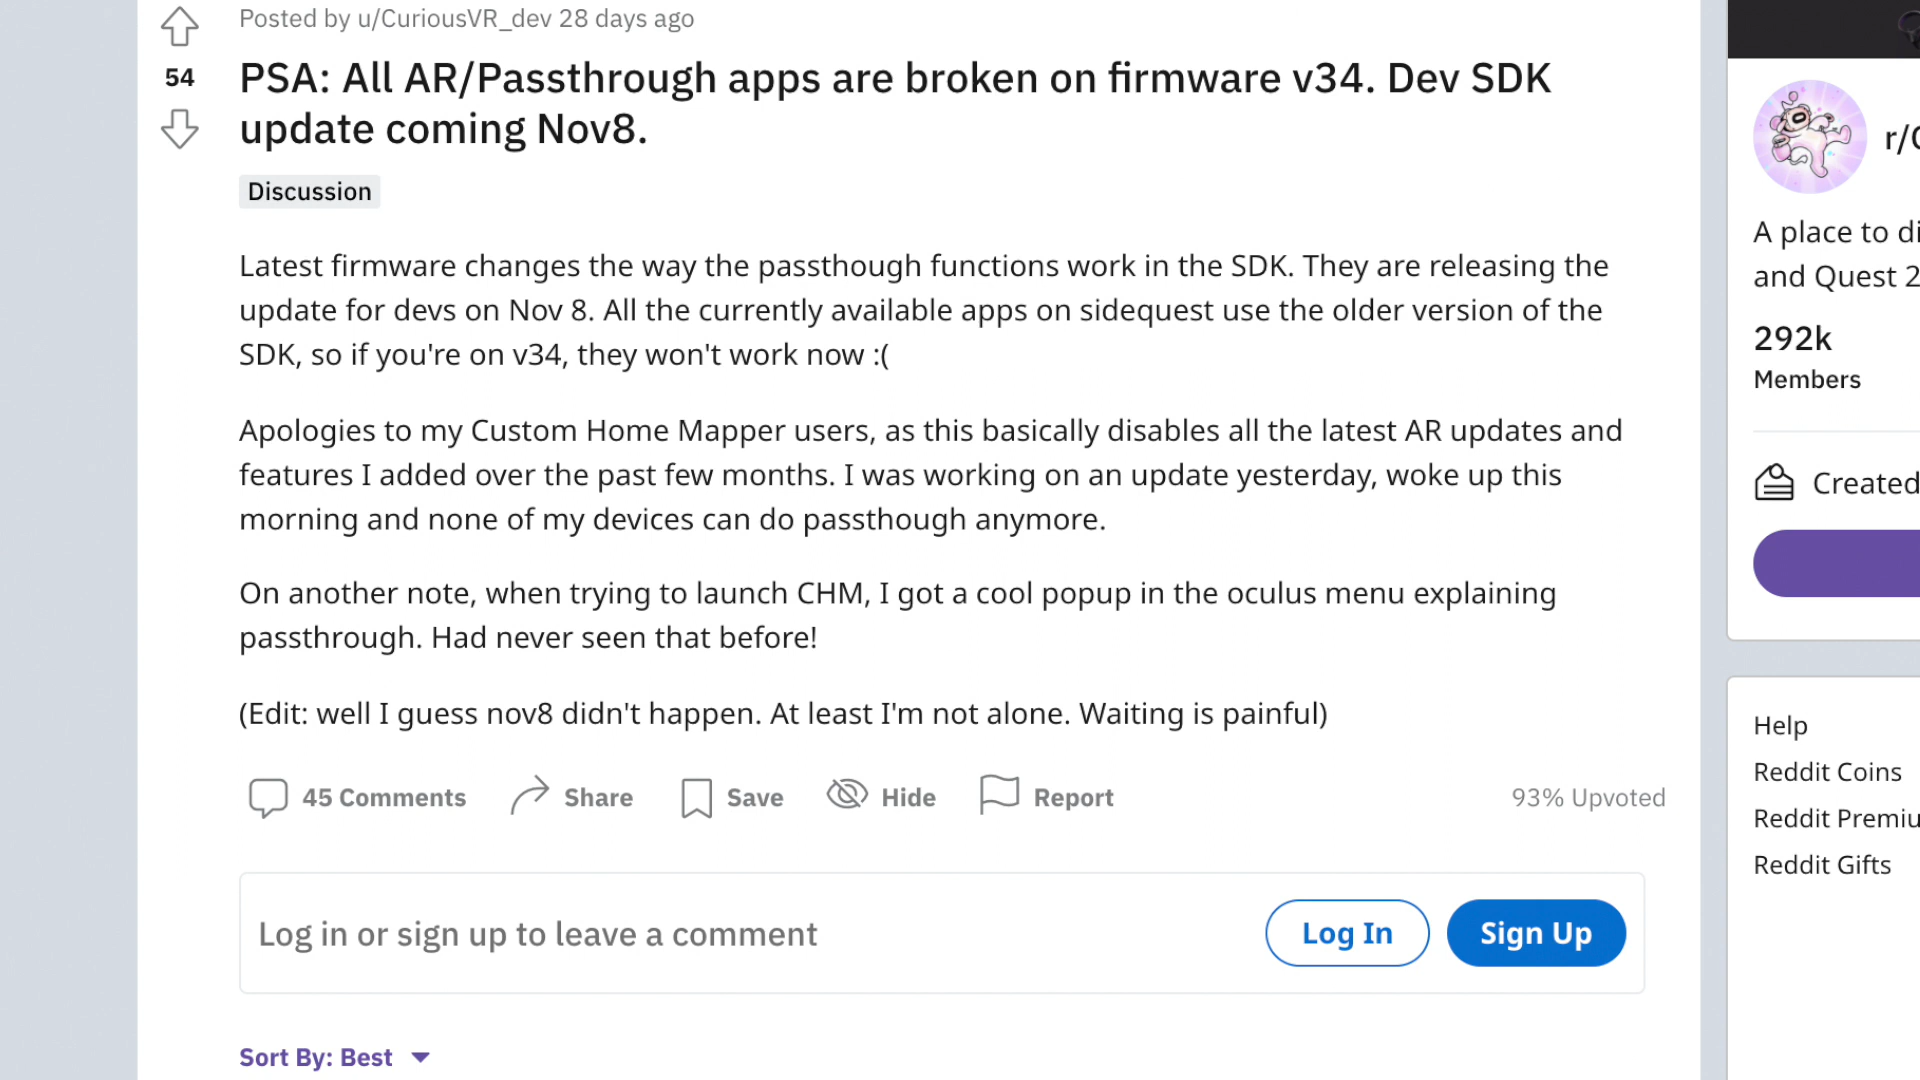 Posted by u/CuriousVR_dev 28 days ago
54
PSA: All AR/Passthrough apps are broken on firmware v34. Dev SDK
update coming Nov8.
Discussion
Latest firmware changes the way the passthough functions work in the SDK. They are releasing the
update for devs on Nov 8. All the currently available apps on sidequest use the older version of the
SDK, so if you're on v34, they won't work now :(
Apologies to my Custom Home Mapper users, as this basically disables all the latest AR updates and
features I added over the past few months. I was working on an update yesterday, woke up this
morning and none of my devices can do passthough anymore.
On another note, when trying to launch CHM, I got a cool popup in the oculus menu explaining
passthrough. Had never seen that before!
(Edit: well I guess nov8 didn't happen. At least I'm not alone. Waiting is painful)
45 Comments Share Save Hide Report 93% Upvoted
Log in or sign up to leave a comment Log In Sign Up
Sort By: Best
r/
A place to
and Quest 2
292k
Members
Created
Help
Reddit Coins
Reddit Premiu
Reddit Gifts